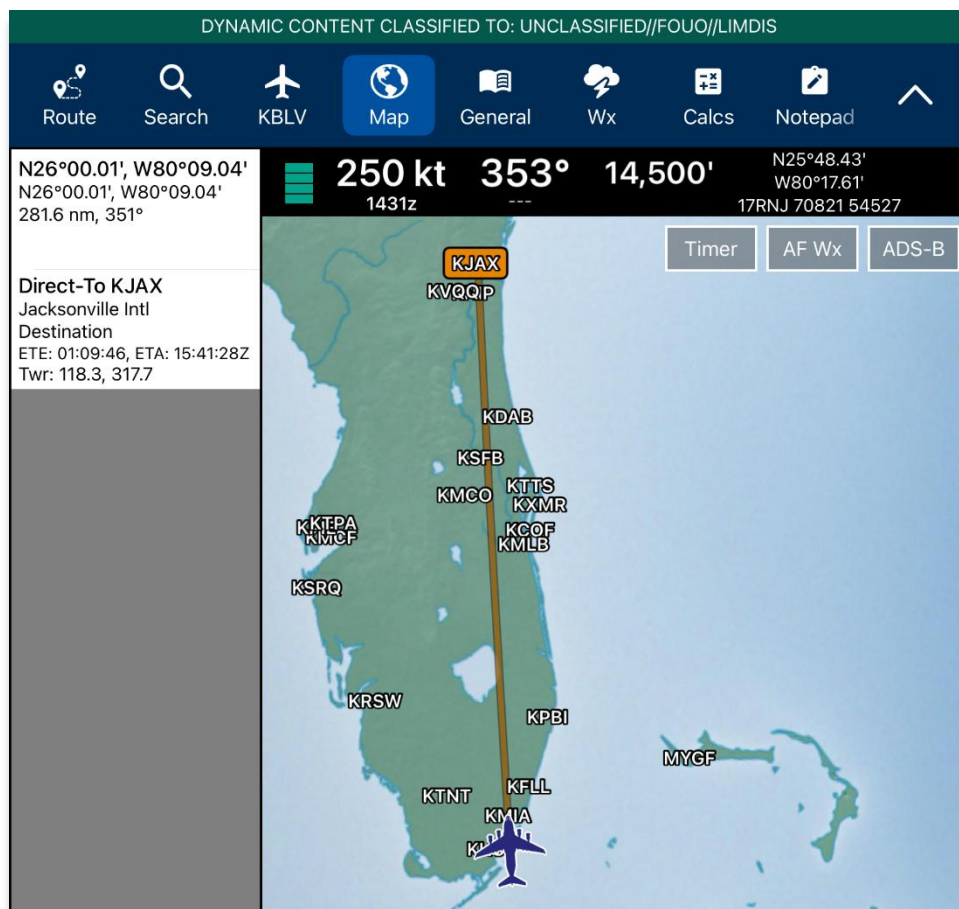 DYNAMIC CONTENT CLASSIFIED TO: UNCLASSIFIED//FOUO//LIMDIS
Route Search KBLV Map General Wx Calcs Notepad
N26°00.01', W80°09.04'
N26°00.01', W80°09.04'
281.6 nm, 351°
Direct-To KJAX
Jacksonville Intl
Destination
ETE: 01:09:46, ETA: 15:41:28Z
Twr: 118.3, 317.7
250 kt 353° 14,500'
1431z ---
N25°48.43'
W80°17.61'
17RNJ 70821 54527
Timer AF Wx ADS-B
KJAX
KVQQ
KDAB
KSFB
KTTS
KMCO
KXMR
KTPA
KCOF
KMCF
KMLB
KSRQ
KRSW
KPBI
MYGF
KFLL
KTNT
KMIA